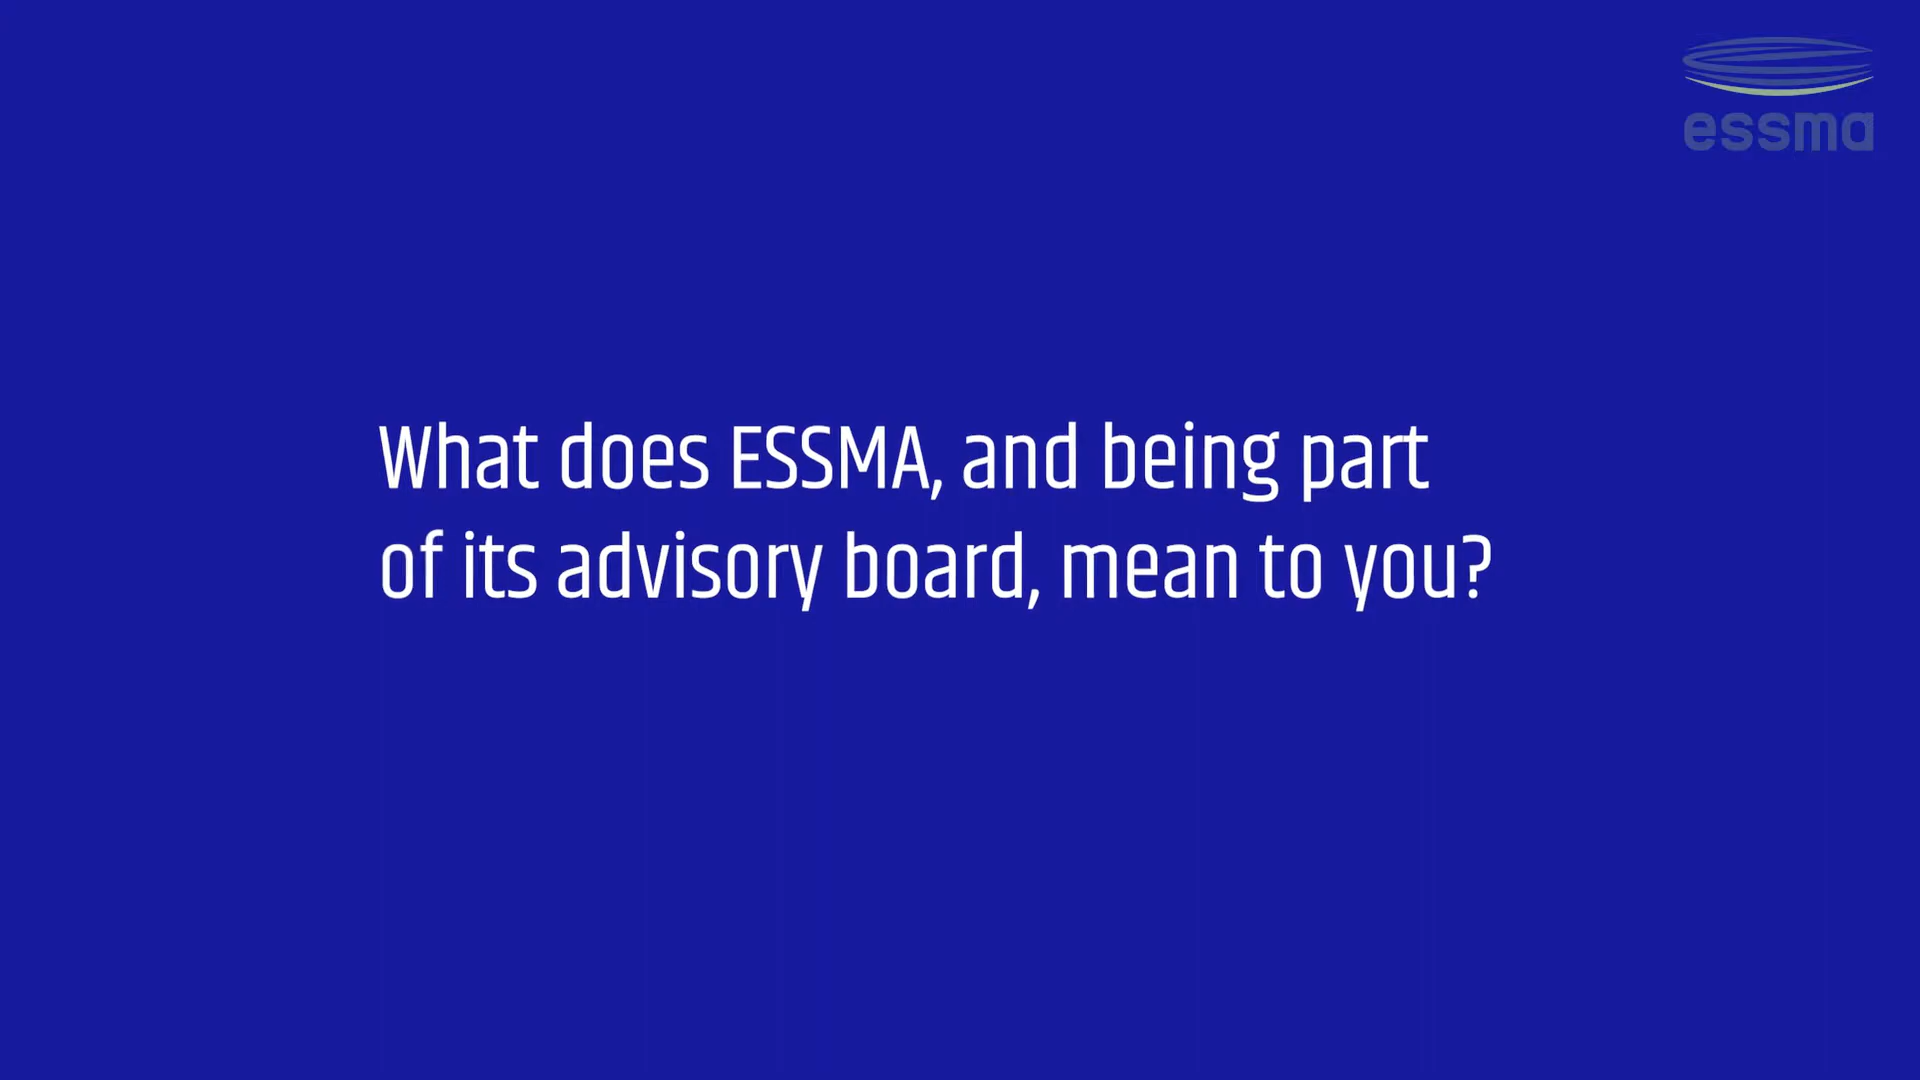 essma
What does ESSMA, and being part
of its advisory board, mean to you?